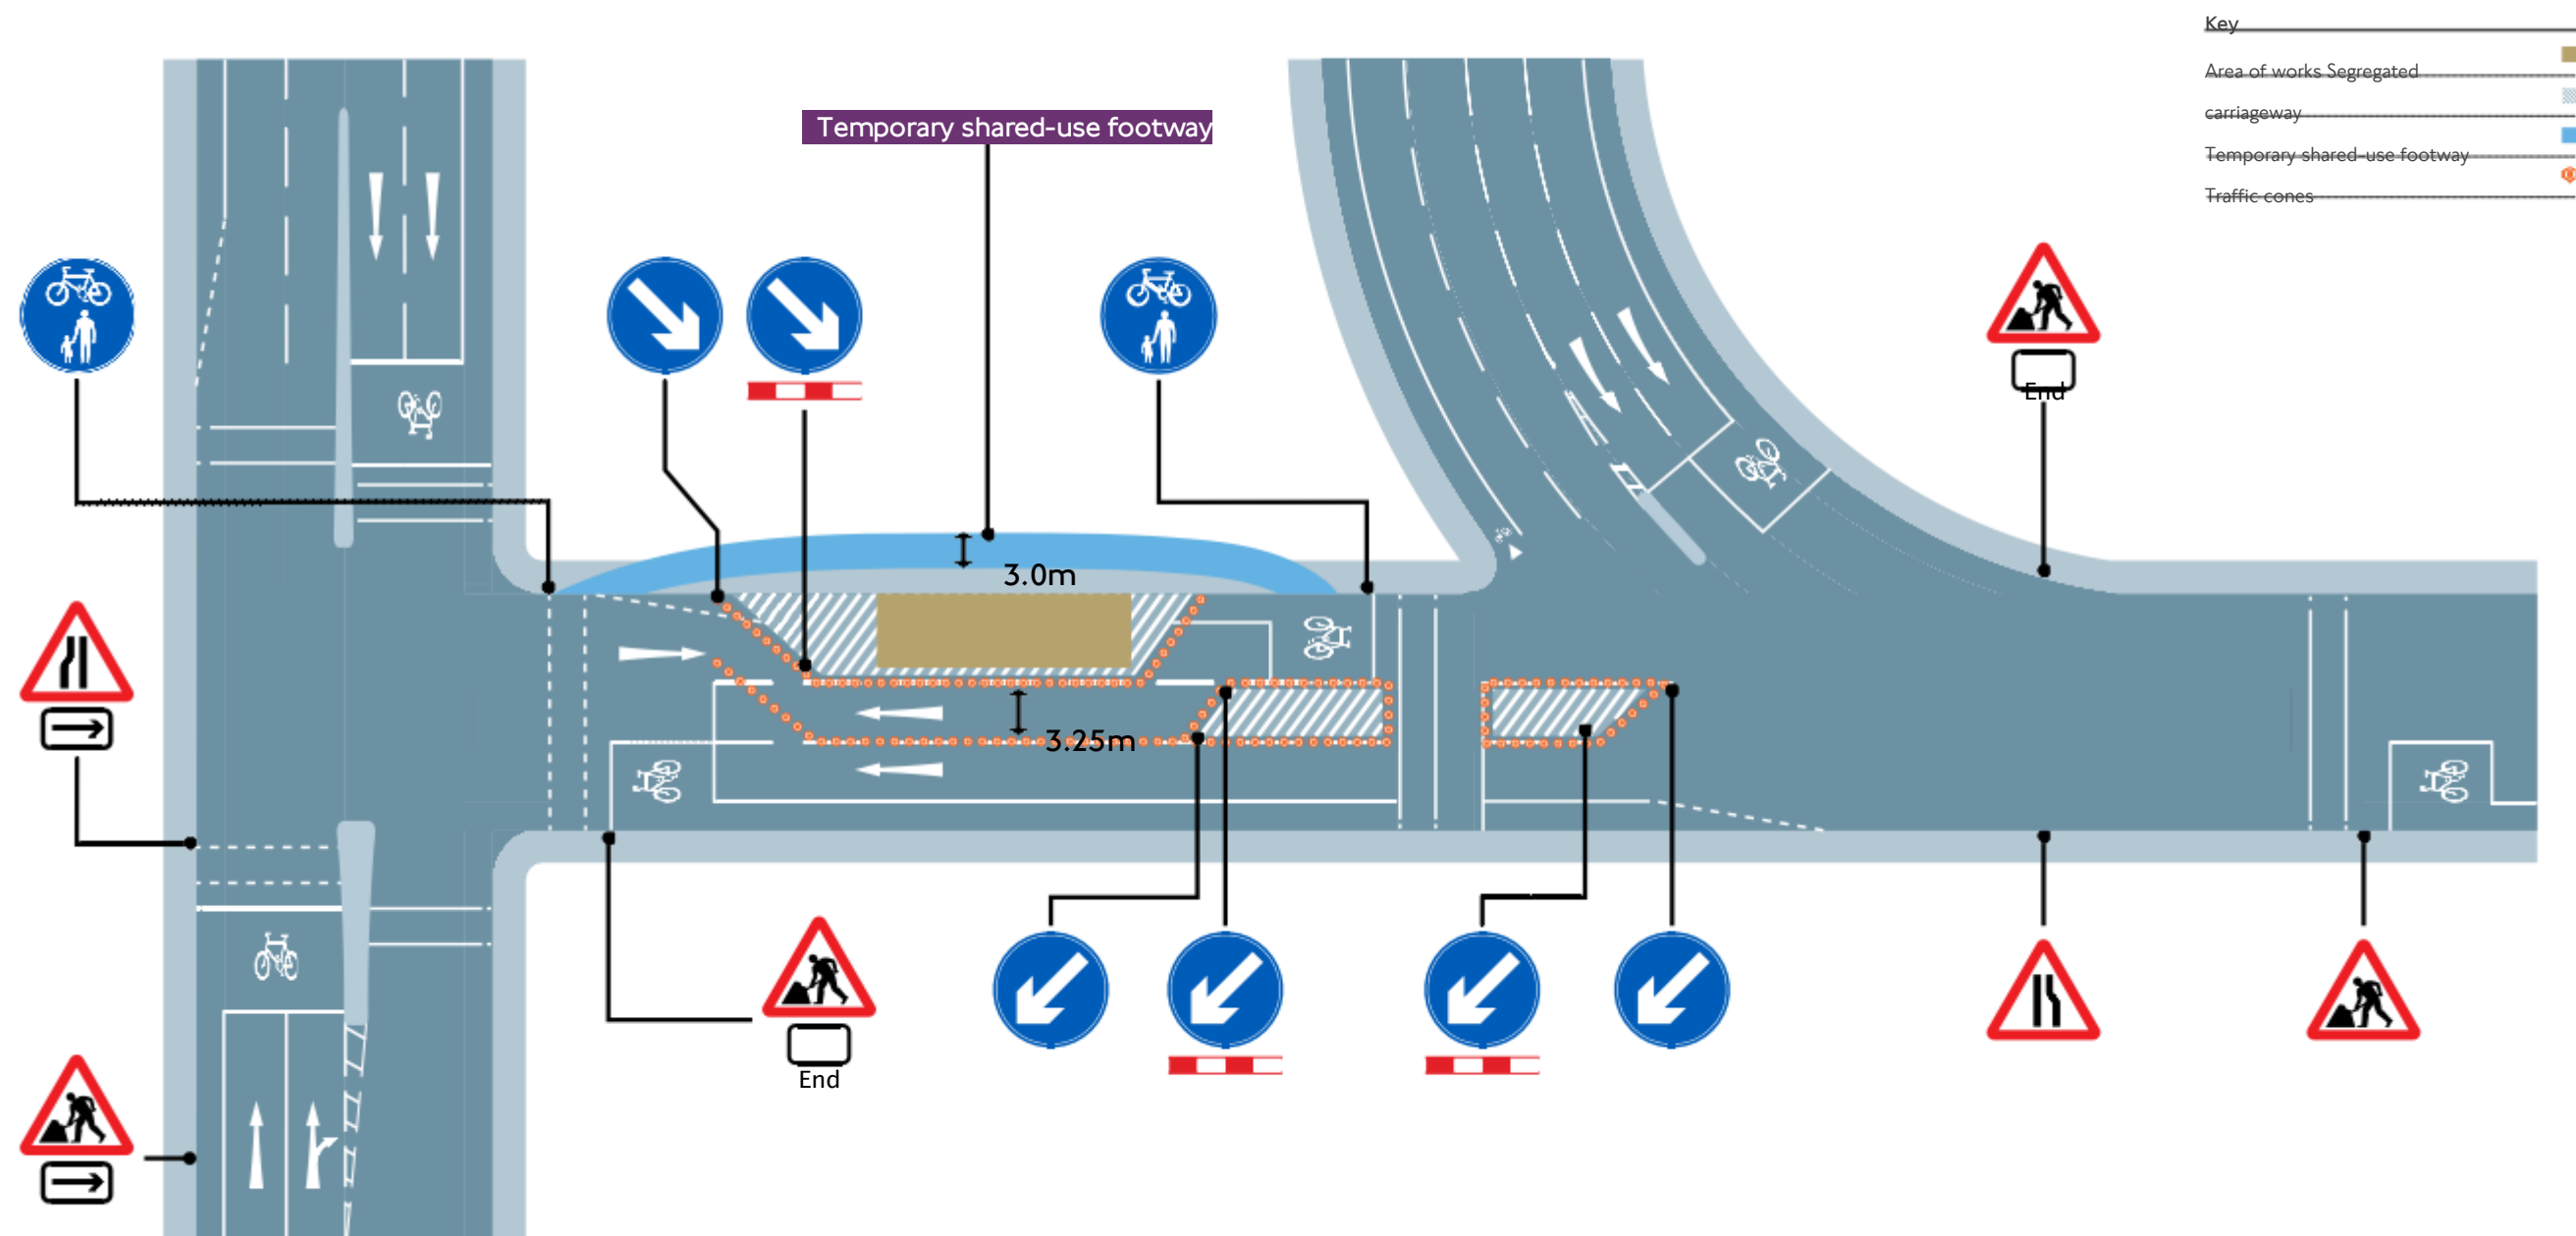 Key
Area of works Segregated
carriageway
Temporary shared-use footway
Traffic cones
Temporary shared-use footway
End
3.0m
3.25m
End